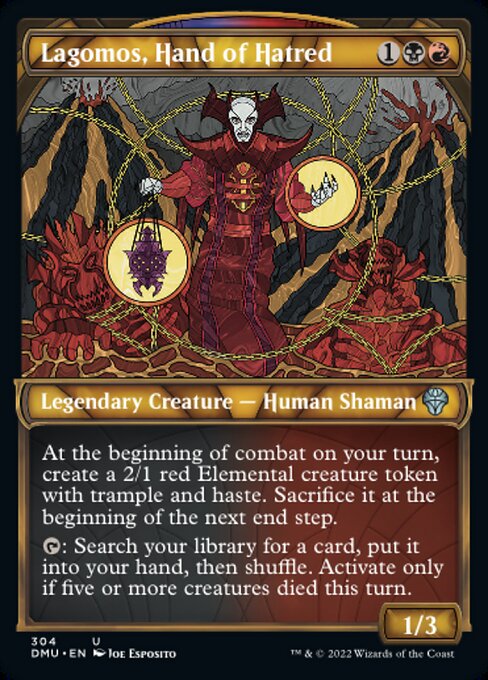 Lagomos, Hand of Hatred 1
Legendary Creature — Human Shaman
At the beginning of combat on your turn,
create a 2/1 red Elemental creature token
with trample and haste. Sacrifice it at the
beginning of the next end step.
: Search your library for a card, put it
into your hand, then shuffle. Activate only
if five or more creatures died this turn.
1/3
304 U
DMU • EN Joe Esposito
™ & © 2022 Wizards of the Coast